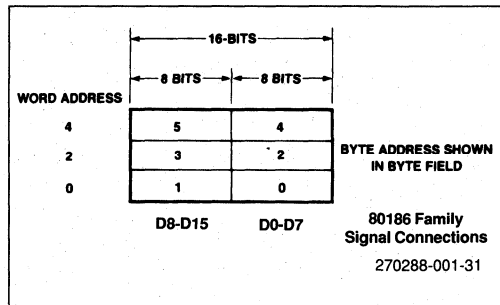 16-BITS
8 BITS 8 BITS
WORD ADDRESS
4 5 4
2 3 2
0 1 0
BYTE ADDRESS SHOWN
IN BYTE FIELD
D8-D15 D0-D7
80186 Family
Signal Connections
270288-001-31